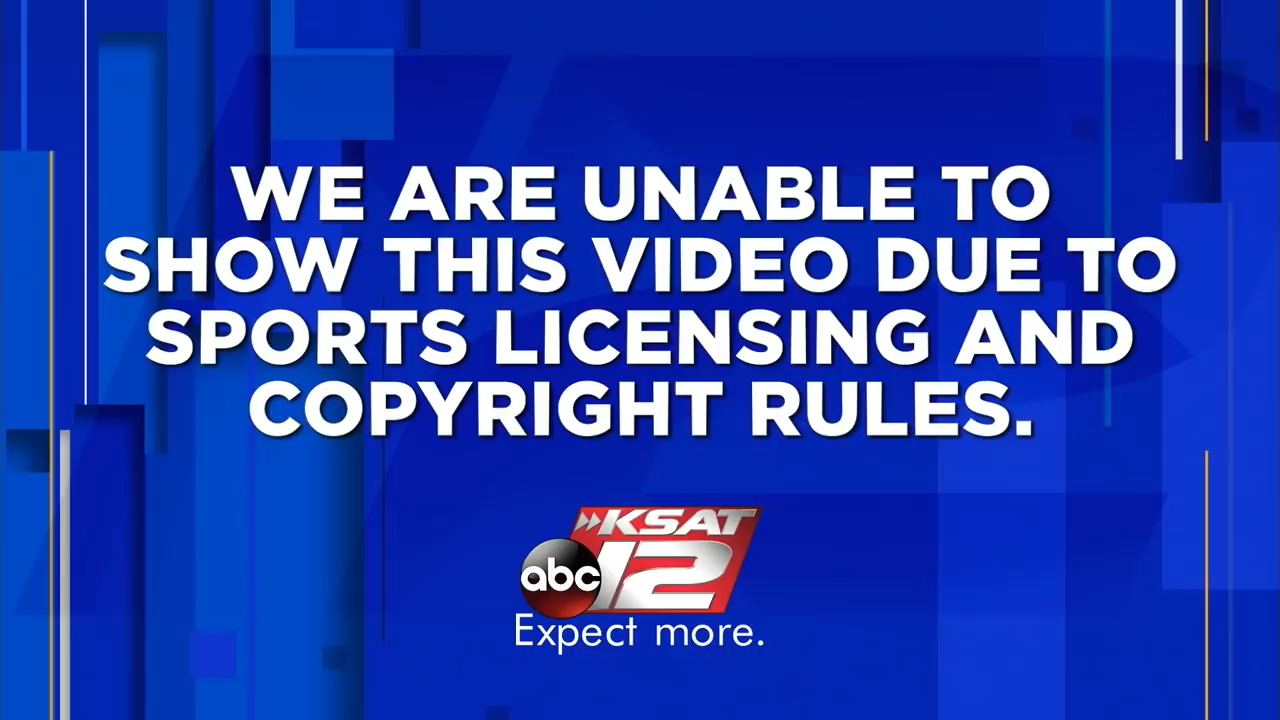 WE ARE UNABLE TO
SHOW THIS VIDEO DUE TO
SPORTS LICENSING AND
COPYRIGHT RULES.
KSAT
abc 12
Expect more.